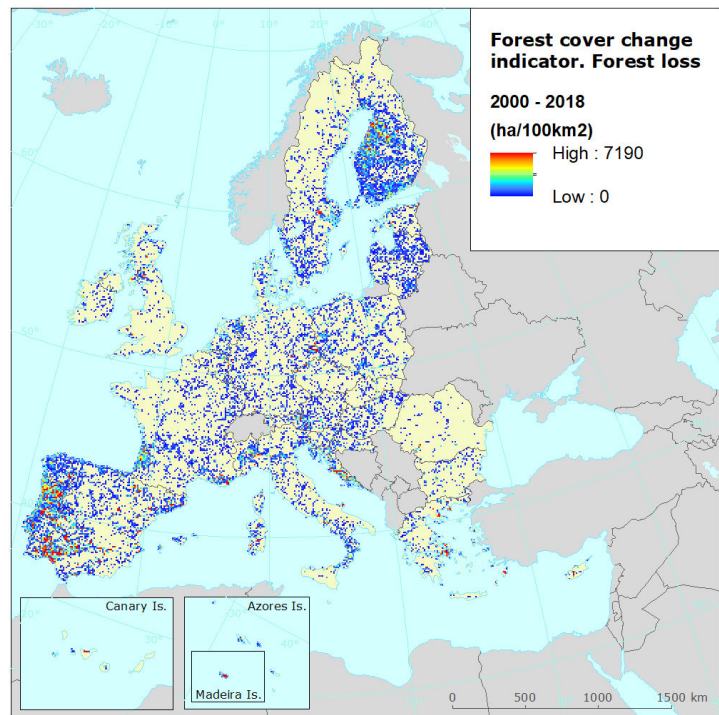 Forest cover change
indicator. Forest loss
2000 - 2018
(ha/100km2)
High : 7190
Low : 0
Canary Is.
Azores Is.
Madeira Is.
0 500 1000 1500 km